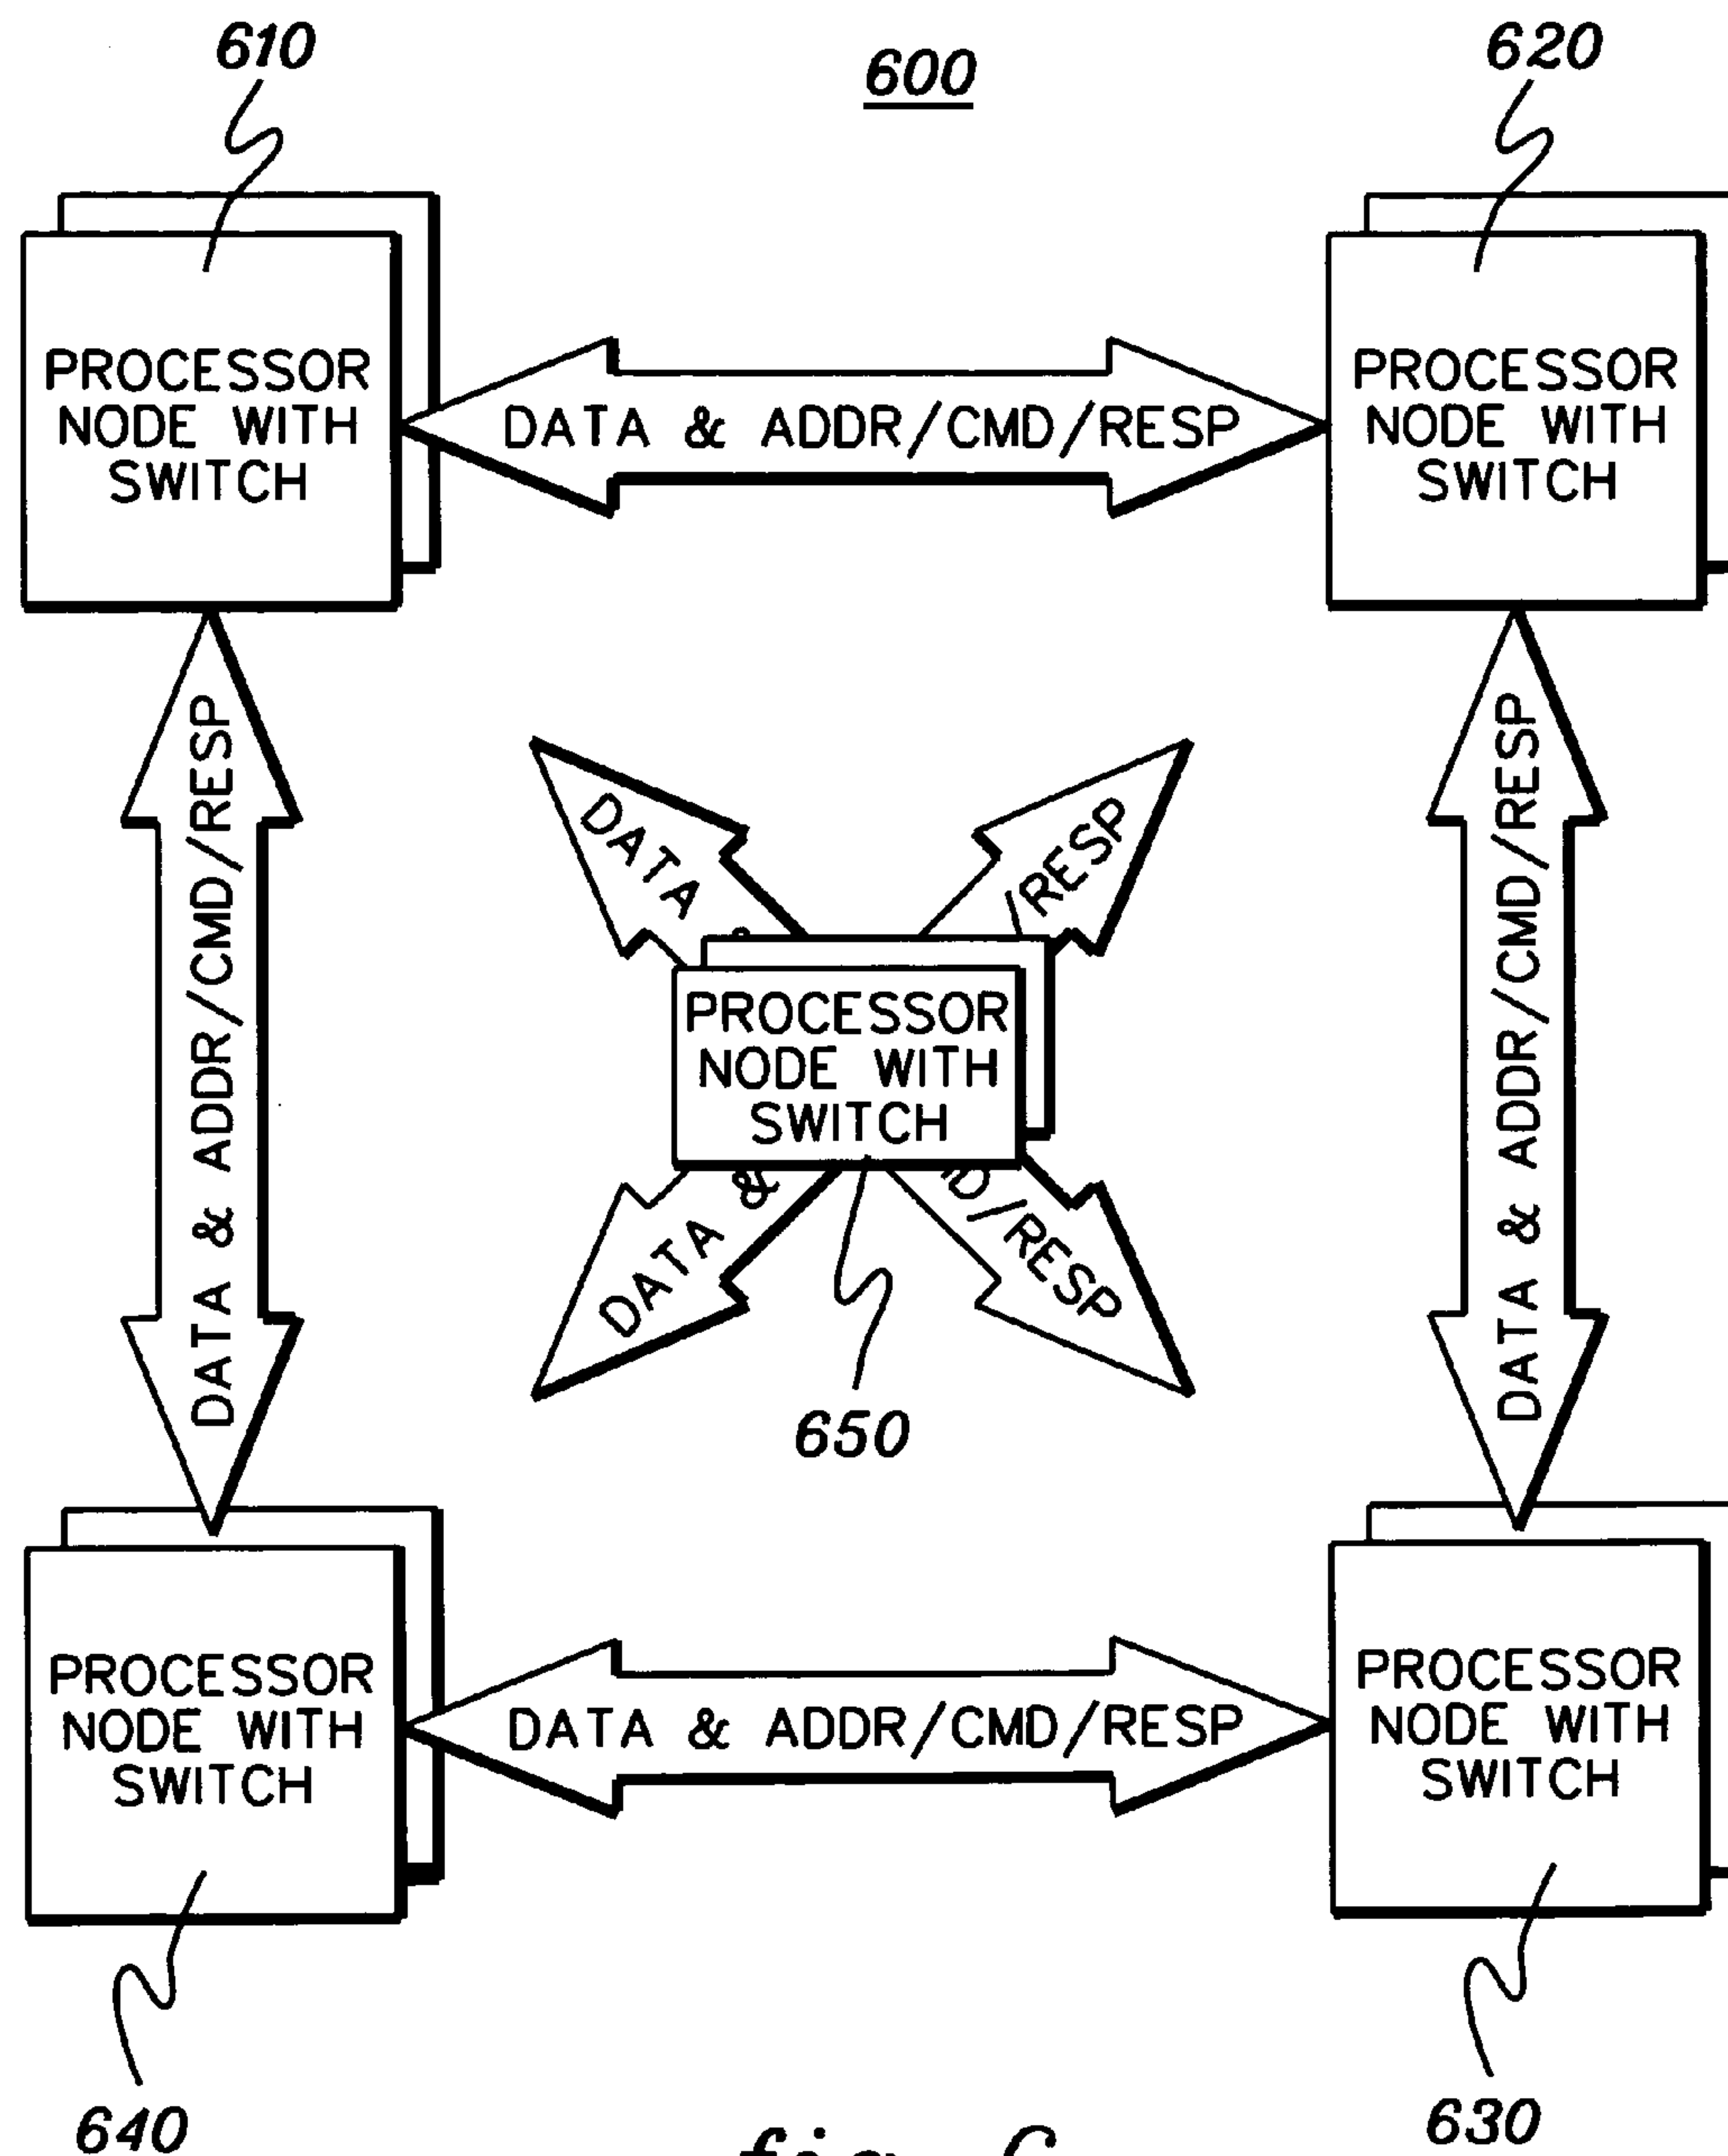 610
600
620
PROCESSOR
NODE WITH
SWITCH
DATA & ADDR/CMD/RESP
PROCESSOR
NODE WITH
SWITCH
DATA & ADDR/CMD/RESP
DATA &
/RESP
DATA & ADDR/CMD/RESP
PROCESSOR
NODE WITH
SWITCH
DATA &
/RESP
650
PROCESSOR
NODE WITH
SWITCH
DATA & ADDR/CMD/RESP
PROCESSOR
NODE WITH
SWITCH
640
630